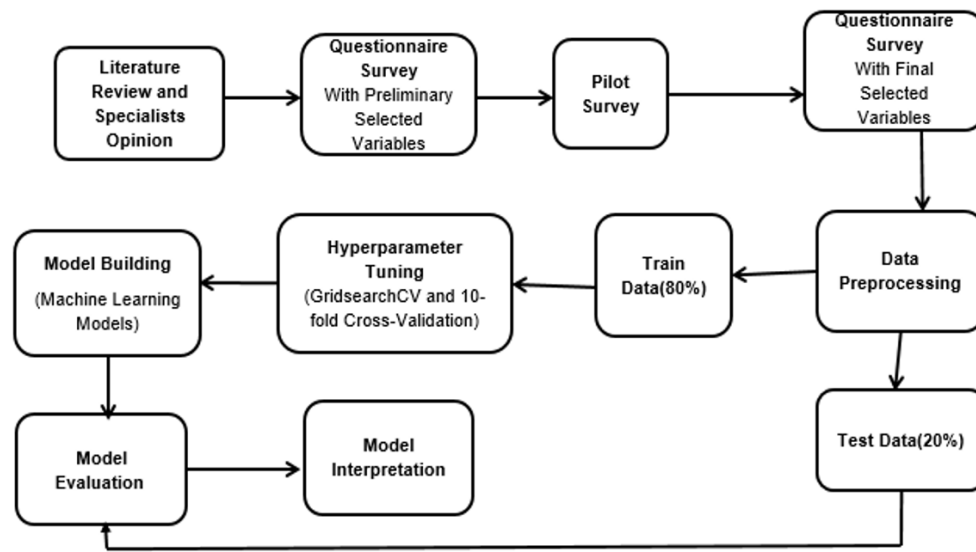 Literature
Review and
Specialists
Opinion
Questionnaire
Survey
With Preliminary
Selected
Variables
Pilot
Survey
Questionnaire
Survey
With Final
Selected
Variables
Data
Preprocessing
Train
Data(80%)
Hyperparameter
Tuning
(GridsearchCV and 10-
fold Cross-Validation)
Model Building
(Machine Learning
Models)
Test Data(20%)
Model
Evaluation
Model
Interpretation